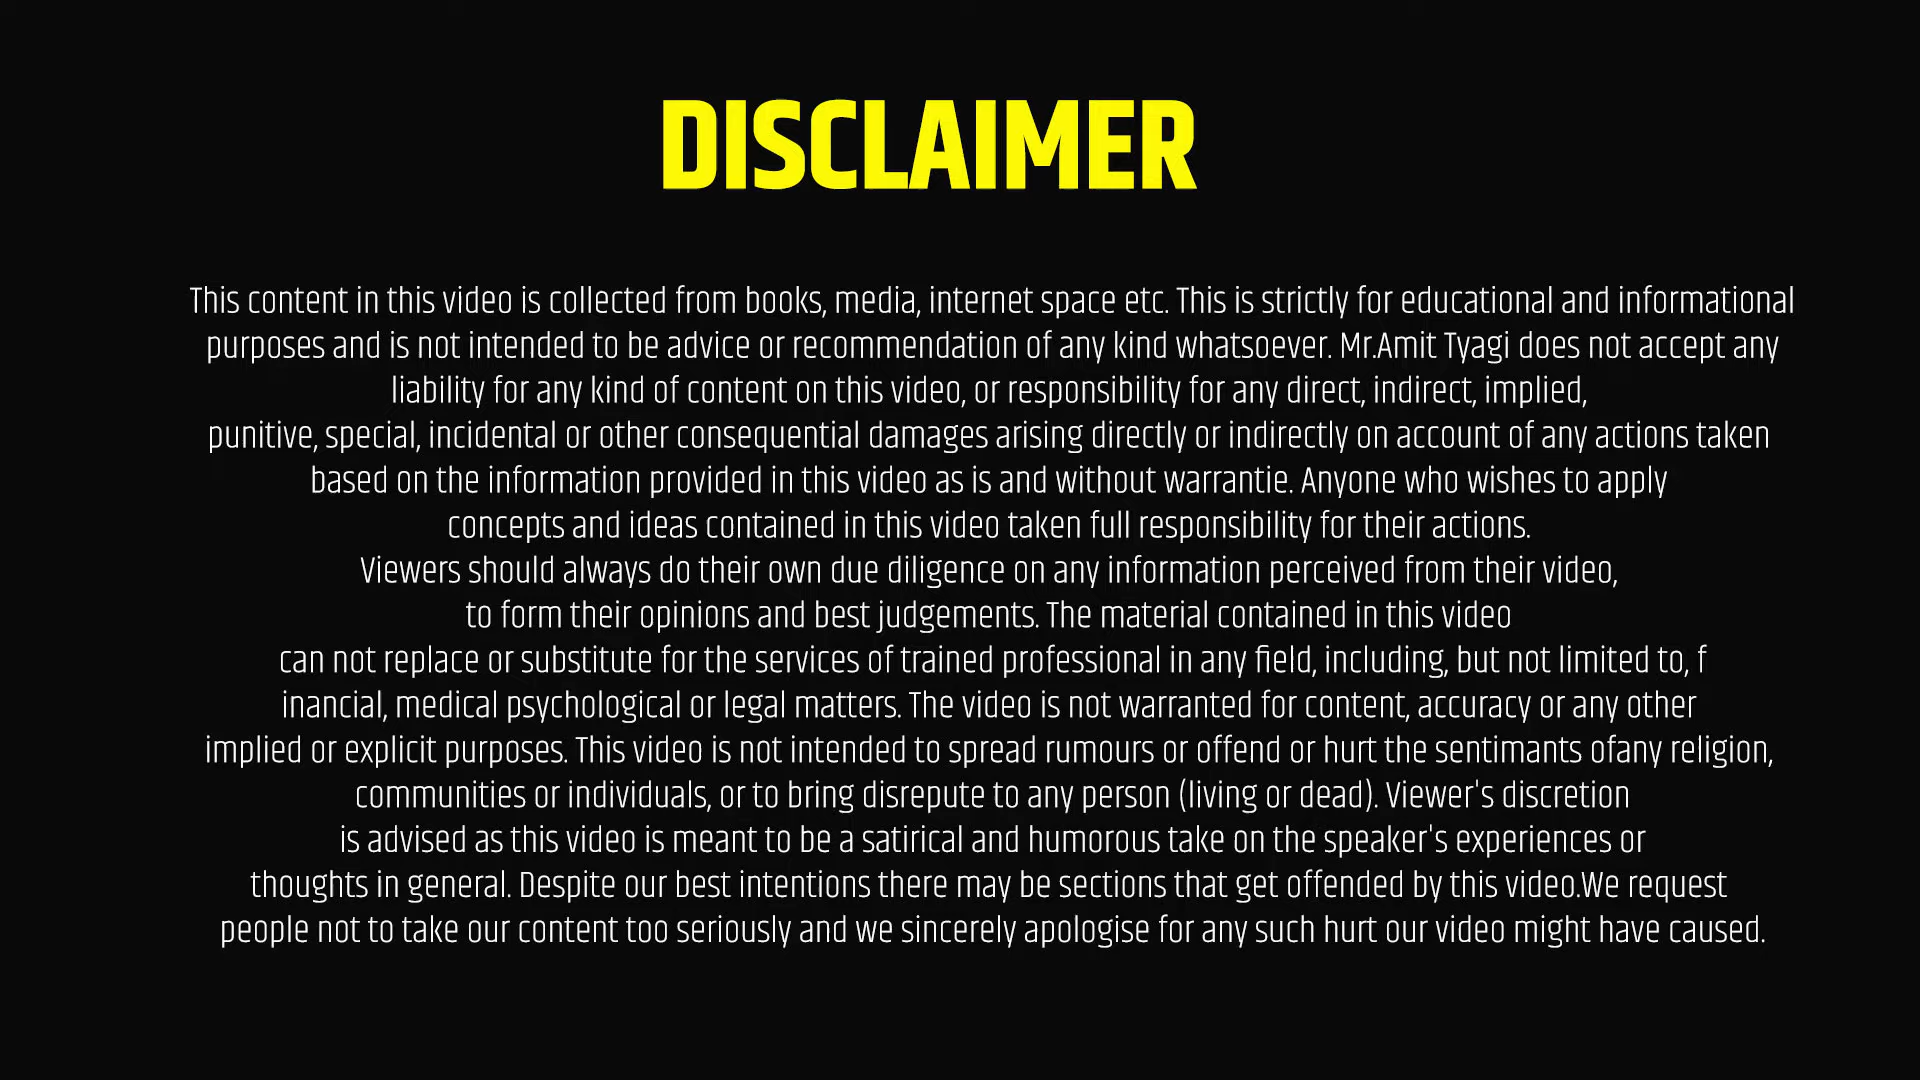 DISCLAIMER
This content in this video is collected from books, media, internet space etc. This is strictly for educational and informational
purposes and is not intended to be advice or recommendation of any kind whatsoever. Mr.Amit Tyagi does not accept any
liability for any kind of content on this video, or responsibility for any direct, indirect, implied,
punitive, special, incidental or other consequential damages arising directly or indirectly on account of any actions taken
based on the information provided in this video as is and without warrantie. Anyone who wishes to apply
concepts and ideas contained in this video taken full responsibility for their actions.
Viewers should always do their own due diligence on any information perceived from their video,
to form their opinions and best judgements. The material contained in this video
can not replace or substitute for the services of trained professional in any field, including, but not limited to, f
inancial, medical psychological or legal matters. The video is not warranted for content, accuracy or any other
implied or explicit purposes. This video is not intended to spread rumours or offend or hurt the sentimants ofany religion,
communities or individuals, or to bring disrepute to any person (living or dead). Viewer's discretion
is advised as this video is meant to be a satirical and humorous take on the speaker's experiences or
thoughts in general. Despite our best intentions there may be sections that get offended by this video.We request
people not to take our content too seriously and we sincerely apologise for any such hurt our video might have caused.